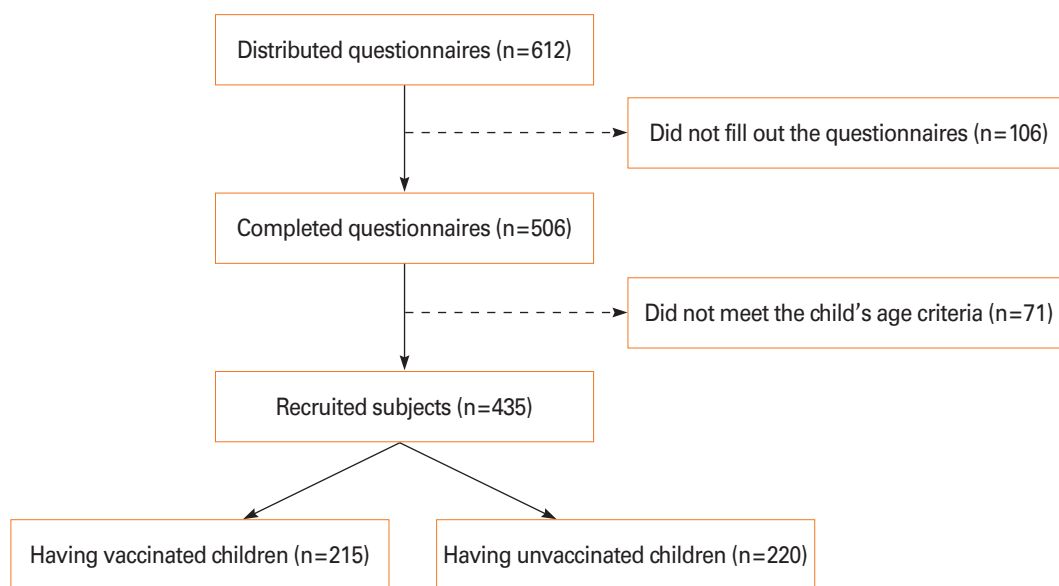 Distributed questionnaires (n=612)
Did not fill out the questionnaires (n=106)
Completed questionnaires (n=506)
Did not meet the child's age criteria (n=71)
Recruited subjects (n=435)
Having vaccinated children (n=215)
Having unvaccinated children (n=220)